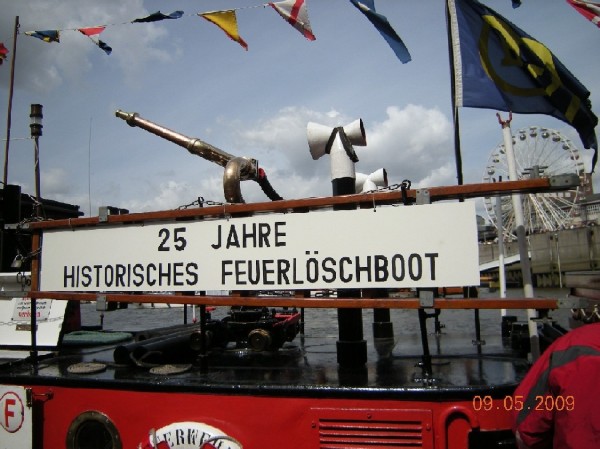 25 JAHRE
HISTORISCHES FEUERLÖSCHBOOT
F
09.05.2009